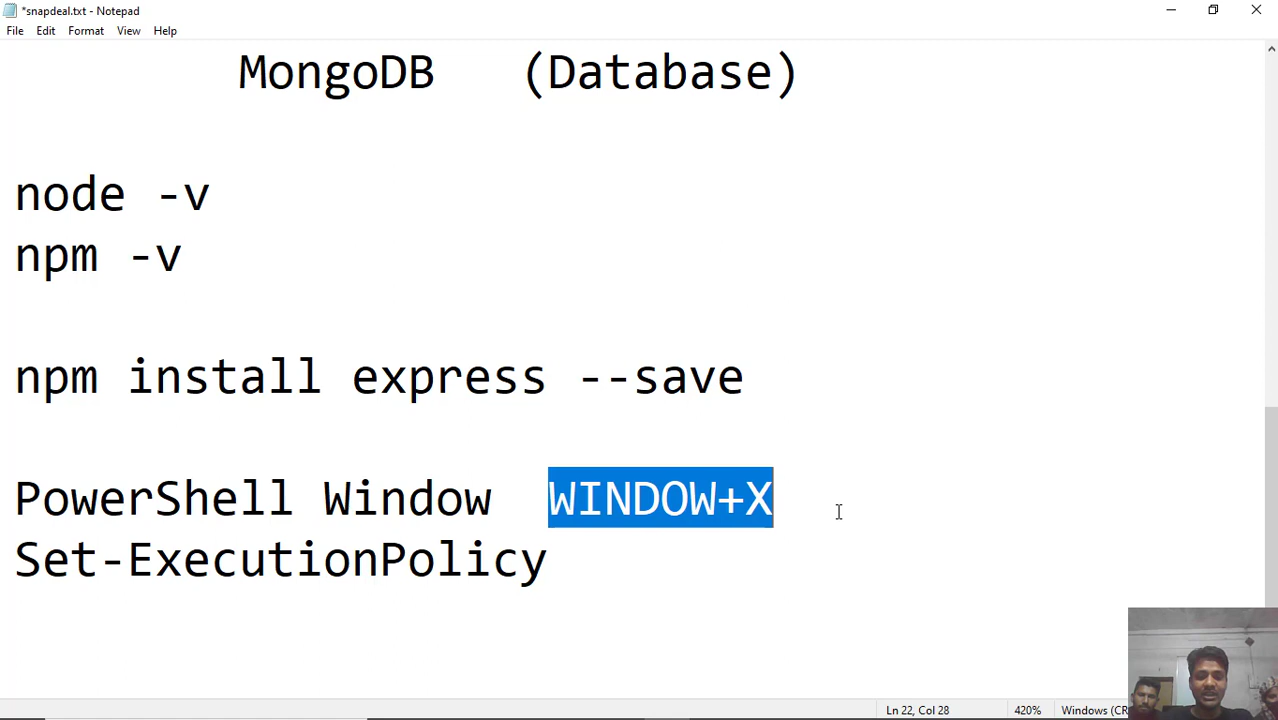 *snapdeal.txt - Notepad
File Edit Format View Help
MongoDB (Database)
node -v
npm -v
npm install express --save
PowerShell Window WINDOW+X
Set-ExecutionPolicy
Ln 22, Col 28 420% Windows (CR